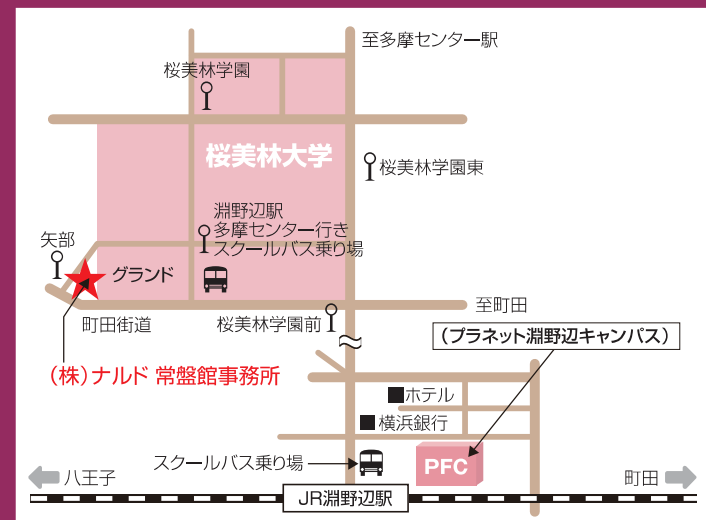 至多摩センター駅
桜美林学園
桜美林大学
桜美林学園東
淵野辺駅
多摩センター行き
スクールバス乗り場
矢部
グランド
至町田
町田街道
桜美林学園前
(プラネット淵野辺キャンパス)
(株)ナルド 常盤館事務所
ホテル
横浜銀行
スクールバス乗り場
PFC
八王子
町田
JR淵野辺駅